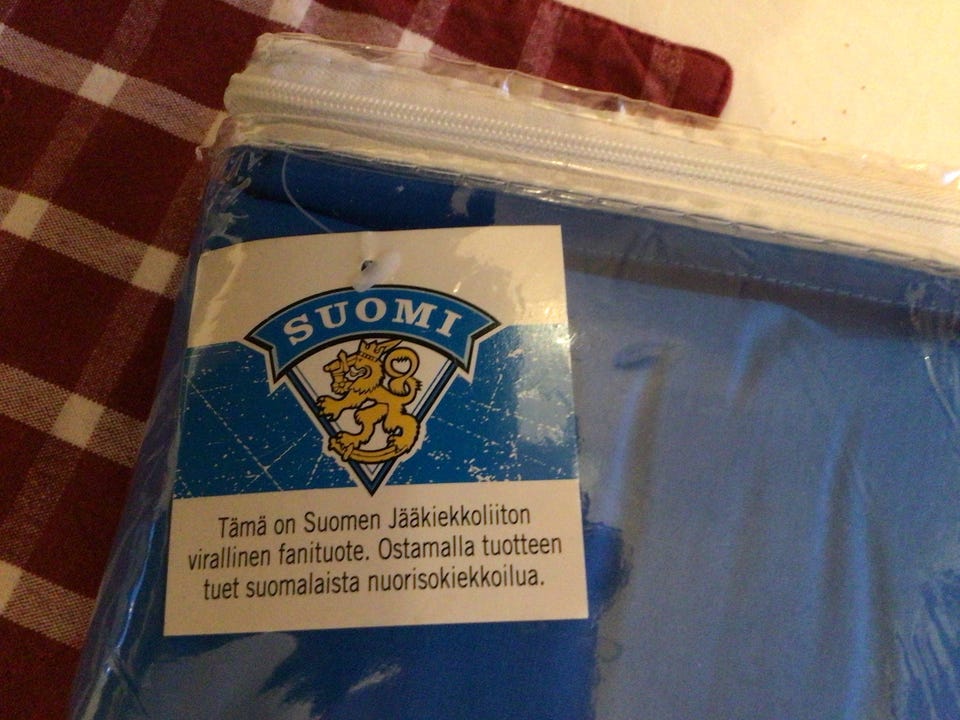 SUOMI
Tämä on Suomen Jääkiekkoliiton
virallinen fanituote. Ostamalla tuotteen
tuet suomalaista nuorisokiekkoilua.